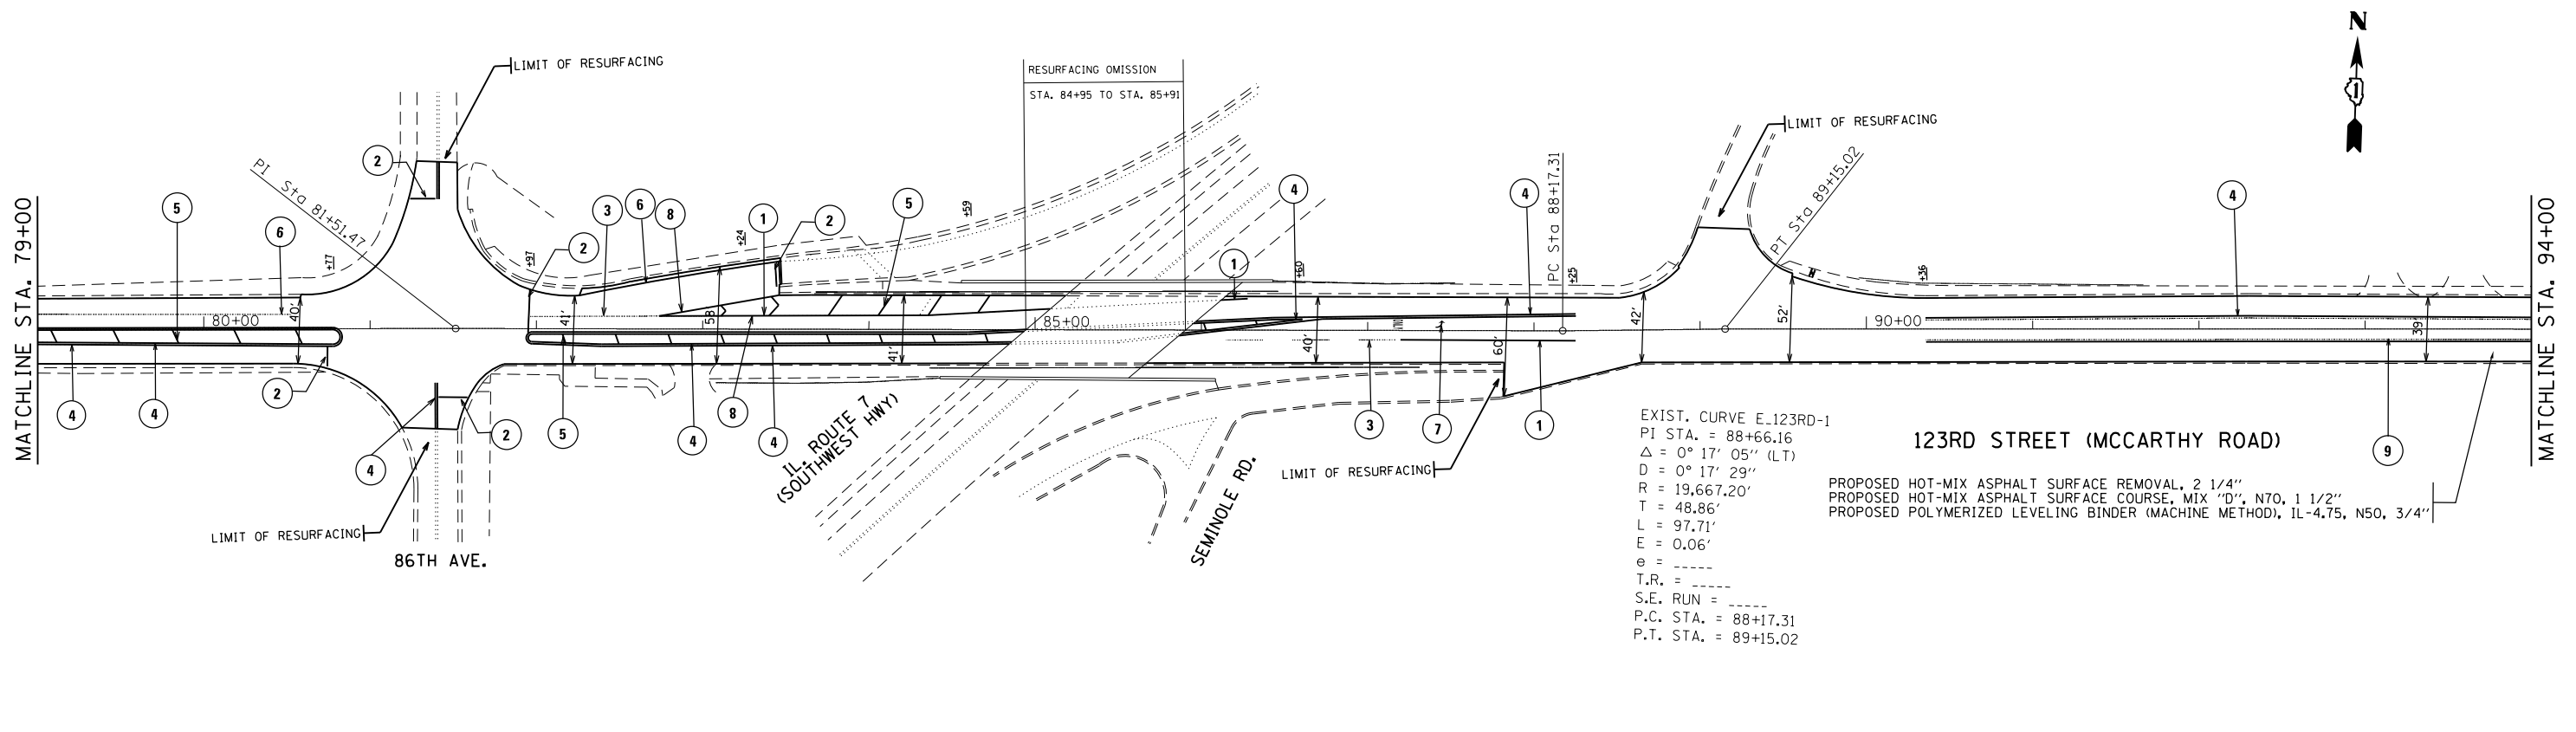 N
1
LIMIT OF RESURFACING
RESURFACING OMISSION
STA. 84+95 TO STA. 85+91
LIMIT OF RESURFACING
PI Sta 81+51.47
PC Sta 88+17.31
PT Sta 89+15.02
MATCHLINE STA. 79+00
MATCHLINE STA. 94+00
2
5
6
3
6
8
1
2
5
4
4
4
2
1
+77
+97
+24
+59
+60
+25
+36
80+00
85+00
90+00
40'
41'
58'
41'
40'
60'
42'
52'
39'
4
4
2
4
2
5
4
8
4
3
7
1
9
LIMIT OF RESURFACING
86TH AVE.
IL. ROUTE 7
(SOUTHWEST HWY)
SEMINOLE RD.
LIMIT OF RESURFACING
EXIST. CURVE E_123RD-1
PI STA. = 88+66.16
△ = 0° 17' 05" (LT)
D = 0° 17' 29"
R = 19,667.20'
T = 48.86'
L = 97.71'
E = 0.06'
e = _____
T.R. = _____
S.E. RUN = _____
P.C. STA. = 88+17.31
P.T. STA. = 89+15.02
123RD STREET (MCCARTHY ROAD)
PROPOSED HOT-MIX ASPHALT SURFACE REMOVAL, 2 1/4"
PROPOSED HOT-MIX ASPHALT SURFACE COURSE, MIX "D", N70, 1 1/2"
PROPOSED POLYMERIZED LEVELING BINDER (MACHINE METHOD), IL-4.75, N50, 3/4"